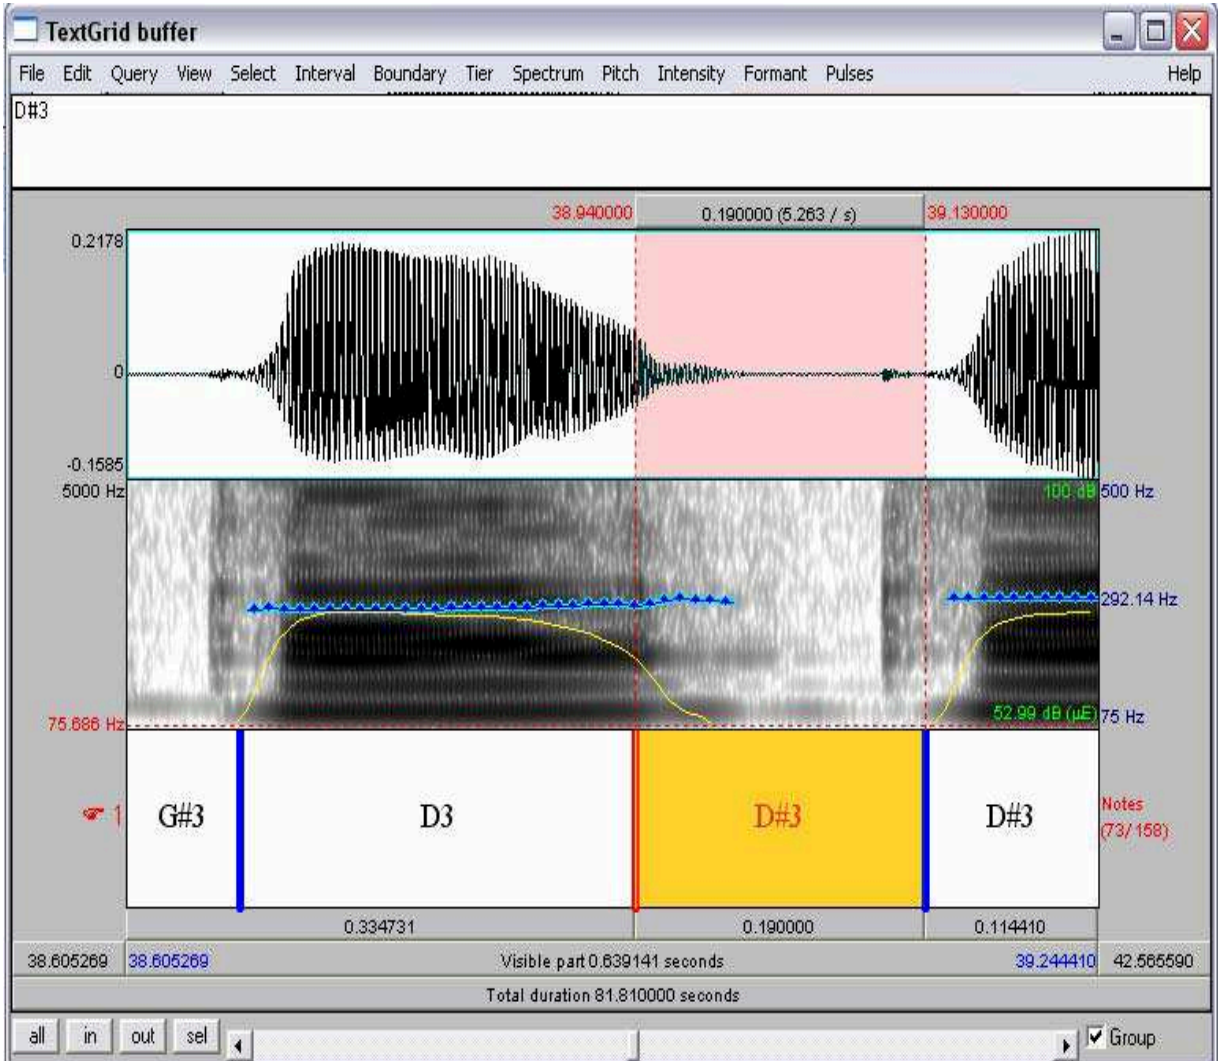 TextGrid buffer
File Edit Query View Select Interval Boundary Tier Spectrum Pitch Intensity Formant Pulses Help
D#3
38.940000 0.190000 (5.263 / s) 39.130000
0.2178
0
-0.1585
5000 Hz 100 dB 500 Hz
292.14 Hz
75.686 Hz 52.99 dB (µE) 75 Hz
1 G#3 D3 D#3 D#3 Notes
(73/158)
0.334731 0.190000 0.114410
38.605269 38.605269 Visible part 0.639141 seconds 39.244410 42.565590
Total duration 81.810000 seconds
all in out sel Group